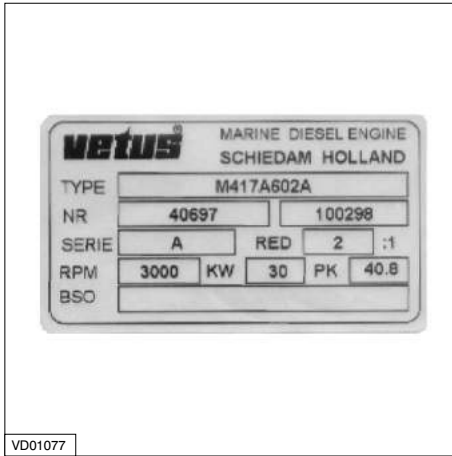 vetus® MARINE DIESEL ENGINE
SCHIEDAM HOLLAND
TYPE M417A602A
NR 40697 100298
SERIE A RED 2 :1
RPM 3000 KW 30 PK 40.8
BSO
VD01077